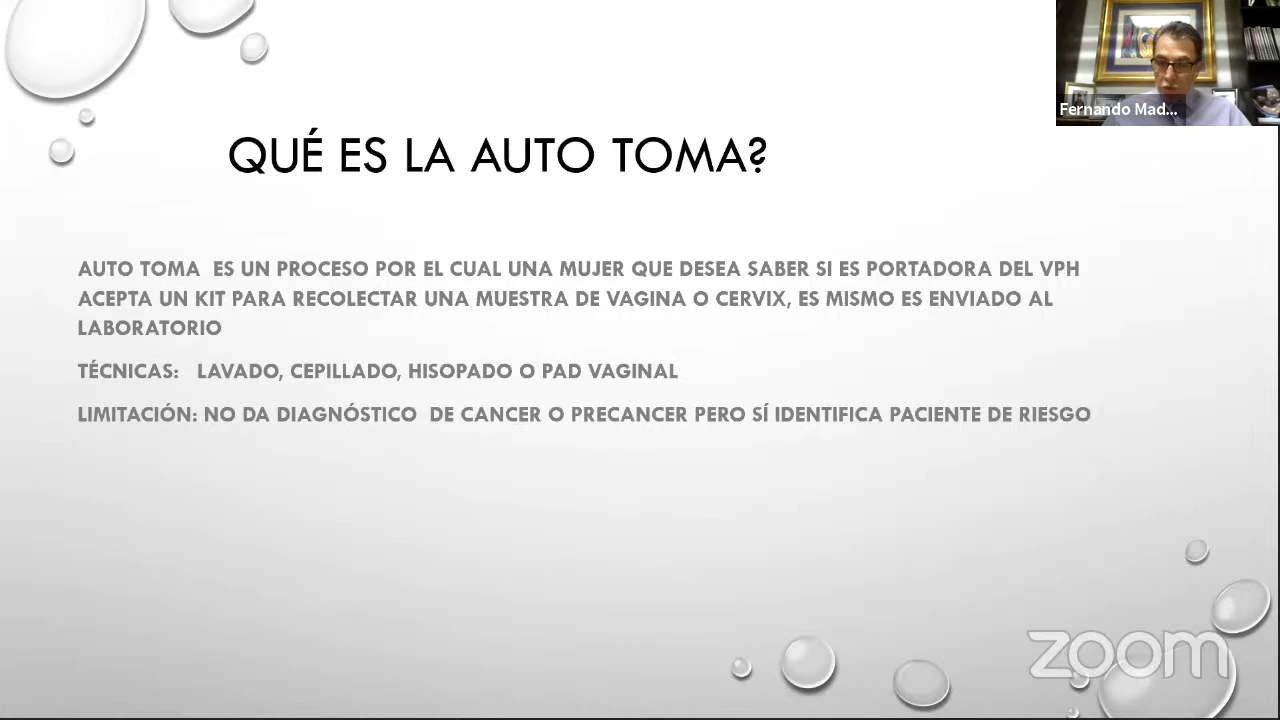 Fernando Mad...
QUÉ ES LA AUTO TOMA?
AUTO TOMA ES UN PROCESO POR EL CUAL UNA MUJER QUE DESEA SABER SI ES PORTADORA DEL VPH
ACEPTA UN KIT PARA RECOLECTAR UNA MUESTRA DE VAGINA O CERVIX, ES MISMO ES ENVIADO AL
LABORATORIO
TÉCNICAS: LAVADO, CEPILLADO, HISOPADO O PAD VAGINAL
LIMITACIÓN: NO DA DIAGNÓSTICO DE CANCER O PRECANCER PERO SÍ IDENTIFICA PACIENTE DE RIESGO
zoom